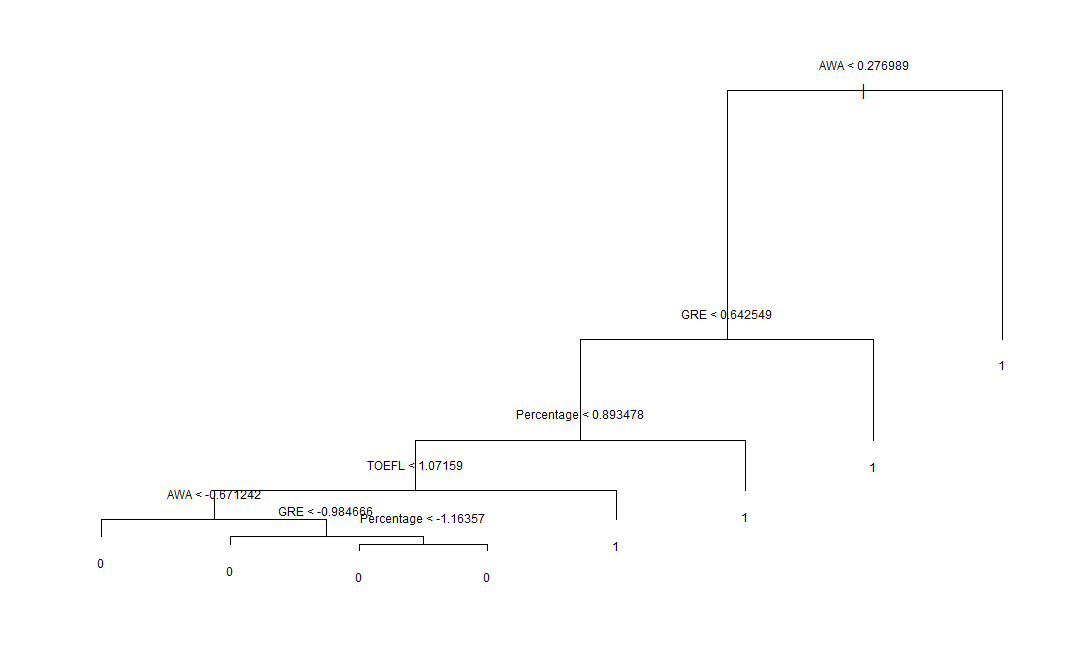 AWA < 0.276989
GRE < 0.642549
1
Percentage < 0.893478
1
TOEFL < 1.07159
1
AWA < -0.671242
GRE < -0.984666
Percentage < -1.16357
1
0
0
0
0